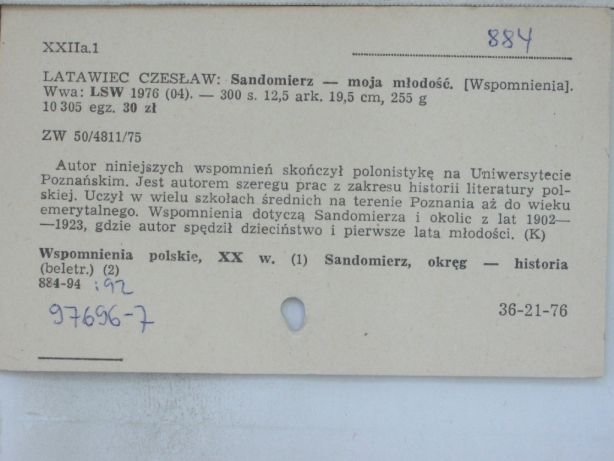 884
XXIIa.1
LATAWIEC CZESŁAW: Sandomierz — moja młodość. [Wspomnienia].
Wwa: LSW 1976 (04). — 300 s. 12,5 ark. 19,5 cm, 255 g
10 305 egz. 30 zł
ZW 50/4811/75
Autor niniejszych wspomnień skończył polonistykę na Uniwersytecie
Poznańskim. Jest autorem szeregu prac z zakresu historii literatury pol-
skiej. Uczył w wielu szkołach średnich na terenie Poznania aż do wieku
emerytalnego. Wspomnienia dotyczą Sandomierza i okolic z lat 1902—
—1923, gdzie autor spędził dzieciństwo i pierwsze lata młodości. (K)
Wspomnienia polskie, XX w. (1) Sandomierz, okręg — historia
(beletr.) (2)
884-94 :92
97696-7
36-21-76